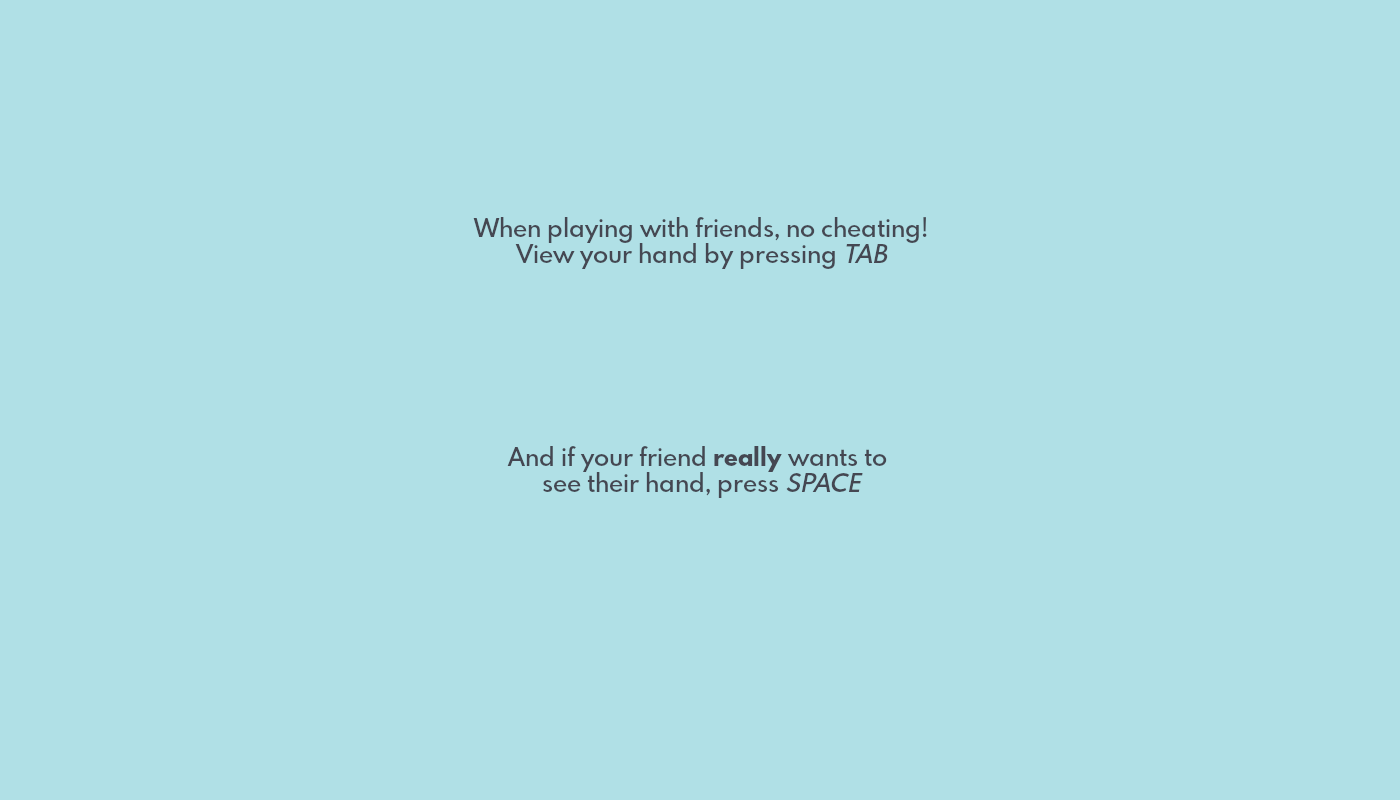 When playing with friends, no cheating!
View your hand by pressing TAB
And if your friend really wants to
see their hand, press SPACE